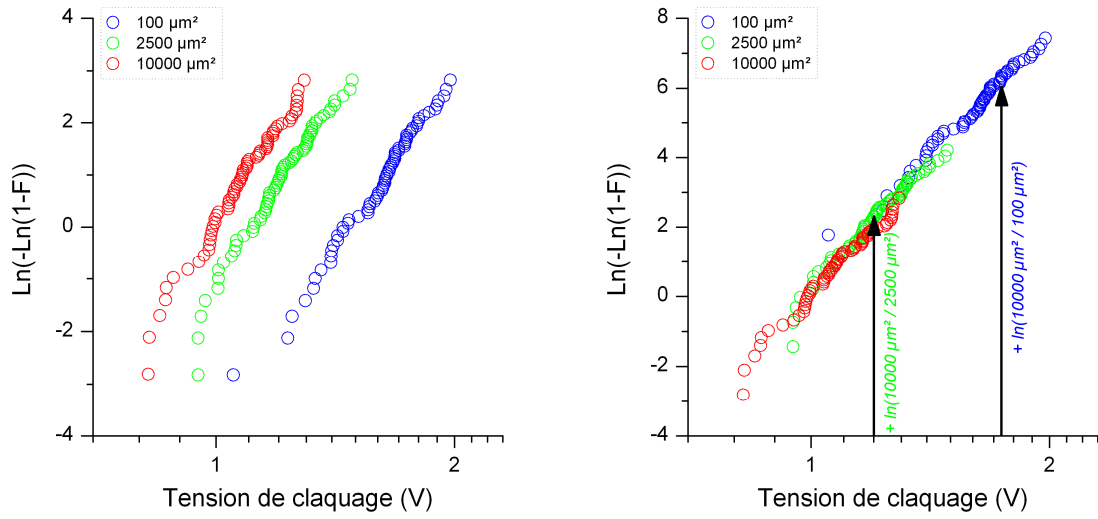 4
2
0
-2
-4
Ln(-Ln(1-F))
100 µm²
2500 µm²
10000 µm²
1
2
Tension de claquage (V)
8
6
4
2
0
-2
-4
Ln(-Ln(1-F))
100 µm²
2500 µm²
10000 µm²
+ ln(10000 µm² / 2500 µm²)
+ ln(10000 µm² / 100 µm²)
1
2
Tension de claquage (V)